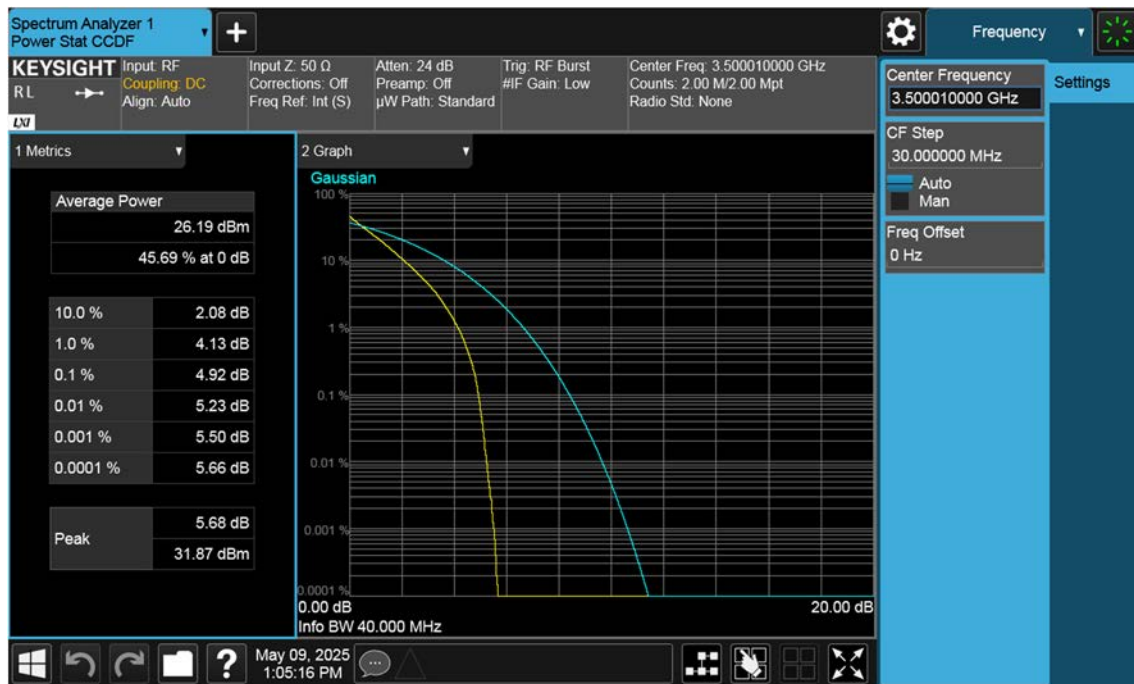 Spectrum Analyzer 1
Power Stat CCDF
Frequency
KEYSIGHT
RL
LXI
Input: RF
Coupling: DC
Align: Auto
Input Z: 50 Ω
Corrections: Off
Freq Ref: Int (S)
Atten: 24 dB
Preamp: Off
µW Path: Standard
Trig: RF Burst
#IF Gain: Low
Center Freq: 3.500010000 GHz
Counts: 2.00 M/2.00 Mpt
Radio Std: None
Center Frequency
3.500010000 GHz
Settings
CF Step
30.000000 MHz
Auto
Man
Freq Offset
0 Hz
1 Metrics
Average Power
26.19 dBm
45.69 % at 0 dB
10.0 % 2.08 dB
1.0 % 4.13 dB
0.1 % 4.92 dB
0.01 % 5.23 dB
0.001 % 5.50 dB
0.0001 % 5.66 dB
Peak
5.68 dB
31.87 dBm
2 Graph
Gaussian
100 %
10 %
1 %
0.1 %
0.01 %
0.001 %
0.0001 %
0.00 dB 20.00 dB
Info BW 40.000 MHz
?
May 09, 2025
1:05:16 PM